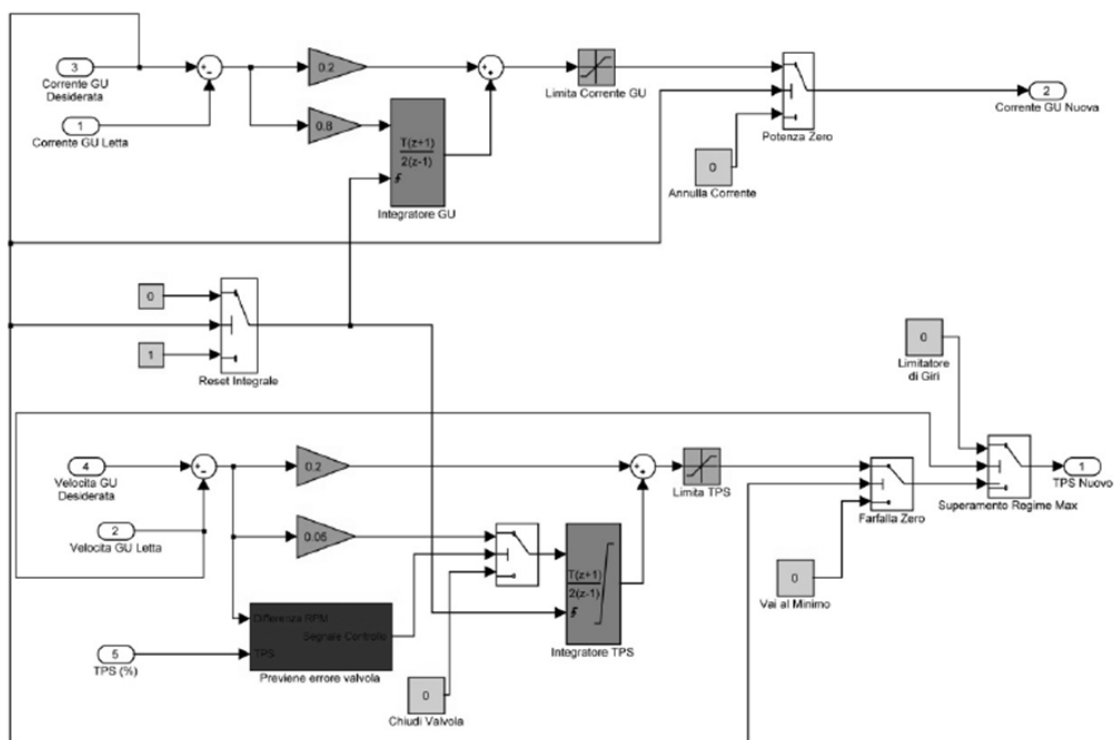 3
Corrente GU
Desiderata
1
Corrente GU Letta
+
-
0.2
0.8
T(z+1)
2(z-1)
Integratore GU
+
+
Limita Corrente GU
0
Annulla Corrente
Potenza Zero
2
Corrente GU Nuova
0
1
Reset Integrale
0
Limitatore
di Giri
4
Velocita GU
Desiderata
2
Velocita GU Letta
+
-
0.2
0.05
Differenza RPM
Segnale Controllo
TPS
Previene errore valvola
5
TPS (%)
0
Chiudi Valvola
T(z+1)
2(z-1)
Integratore TPS
+
+
Limita TPS
0
Vai al Minimo
Farfalla Zero
Superamento Regime Max
1
TPS Nuovo